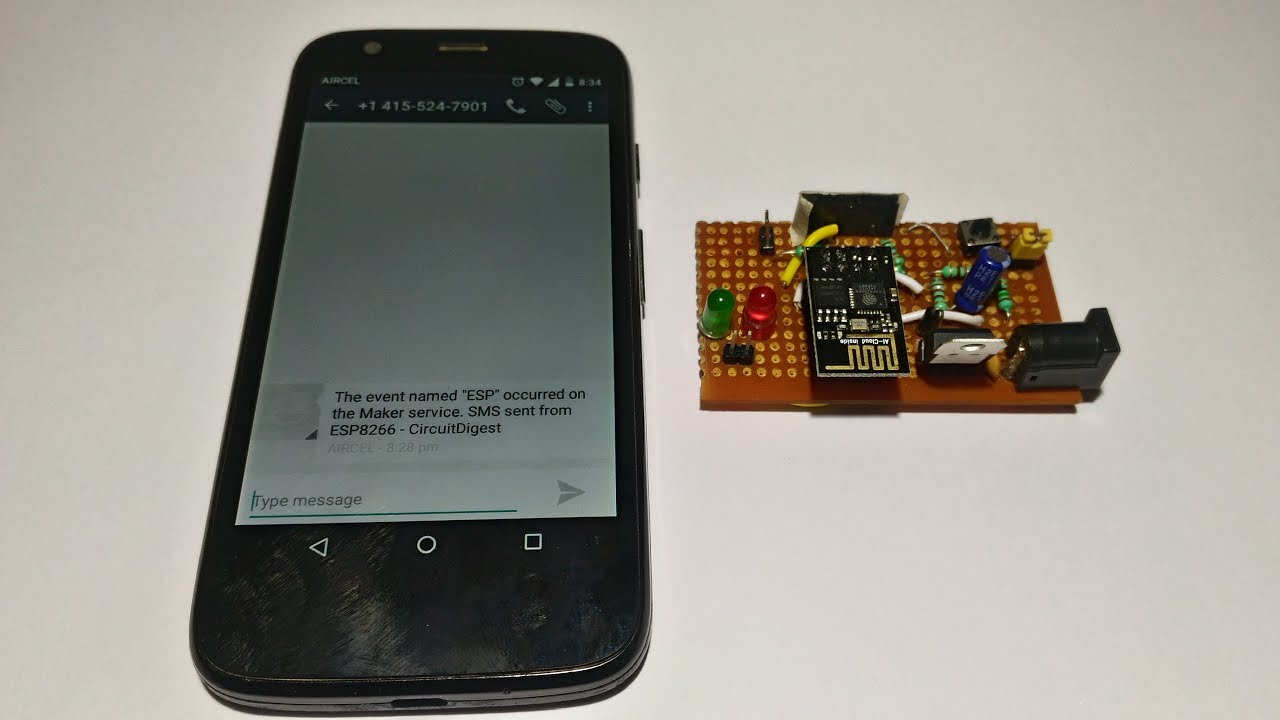 AIRCEL 8:34
+1 415-524-7901
The event named "ESP" occurred on
the Maker service. SMS sent from
ESP8266 - CircuitDigest
AIRCEL - 8:28 pm
Type message
AI-Cloud inside